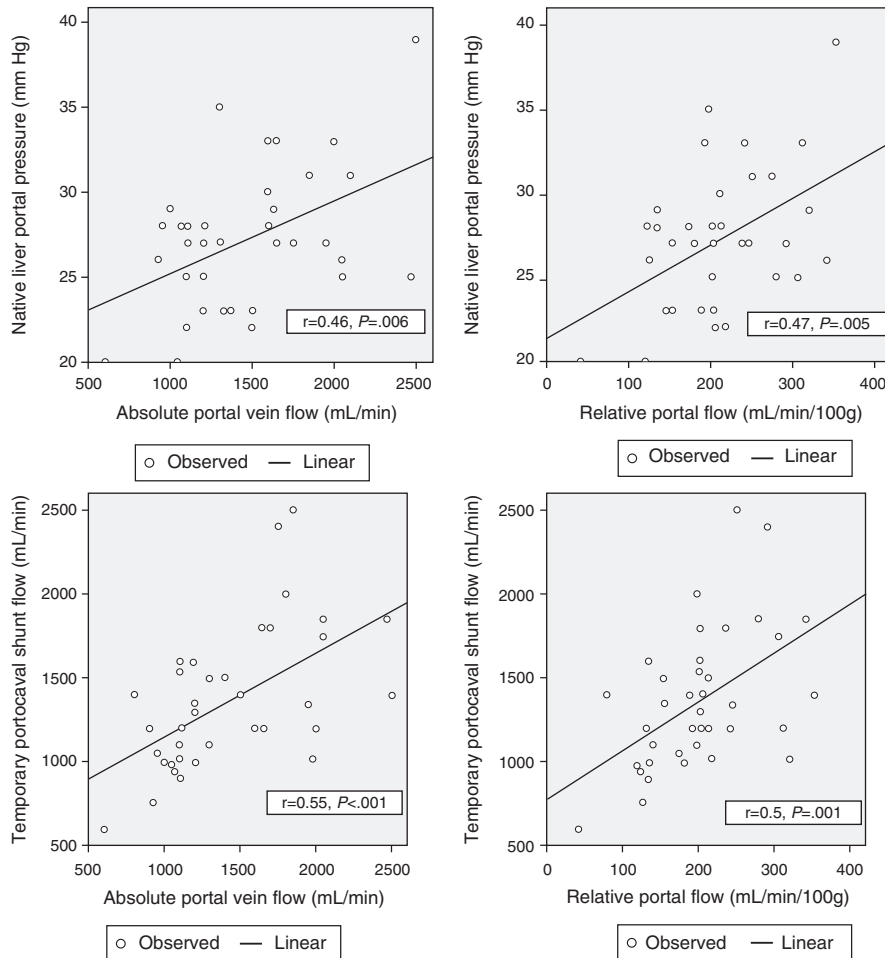 Native liver portal pressure (mm Hg)
40
35
30
25
20
500 1000 1500 2000 2500
Absolute portal vein flow (mL/min)
r=0.46, P=.006
Observed Linear
Native liver portal pressure (mm Hg)
40
35
30
25
20
0 100 200 300 400
Relative portal flow (mL/min/100g)
r=0.47, P=.005
Observed Linear
Temporary portocaval shunt flow (mL/min)
2500
2000
1500
1000
500
500 1000 1500 2000 2500
Absolute portal vein flow (mL/min)
r=0.55, P<.001
Observed Linear
Temporary portocaval shunt flow (mL/min)
2500
2000
1500
1000
500
0 100 200 300 400
Relative portal flow (mL/min/100g)
r=0.5, P=.001
Observed Linear